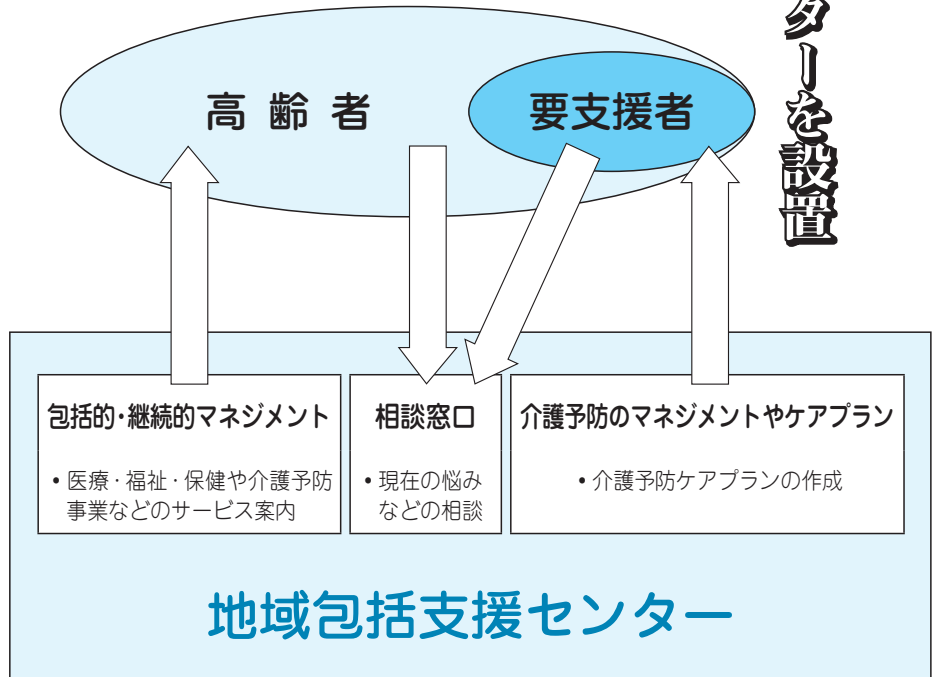 ターを設置
高齢者
要支援者
包括的・継続的マネジメント
•医療・福祉・保健や介護予防
事業などのサービス案内
相談窓口
•現在の悩み
などの相談
介護予防のマネジメントやケアプラン
•介護予防ケアプランの作成
地域包括支援センター